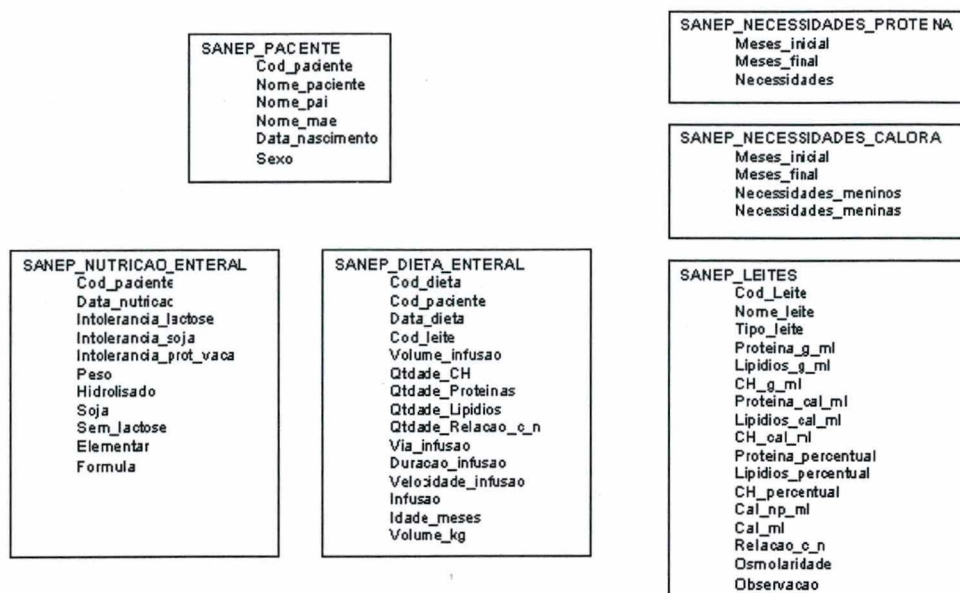 SANEP_PACENTE
Cod_paciente
Nome_paciente
Nome_pai
Nome_mae
Data_nascimento
Sexo
SANEP_NECESSIDADES_PROTENA
Meses_inicial
Meses_final
Necessidades
SANEP_NECESSIDADES_CALORA
Meses_inicial
Meses_final
Necessidades_meninos
Necessidades_meninas
SANEP_NUTRICAO_ENTERAL
Cod_paciente
Data_nutricac
Intolerancia_lactose
Intolerancia_soja
Intolerancia_prot_vaca
Peso
Hidrolisado
Soja
Sem_lactose
Elementar
Formula
SANEP_DIETA_ENTERAL
Cod_dieta
Cod_paciente
Data_dieta
Cod_leite
Volume_infusao
Qtdade_CH
Qtdade_Proteinas
Qtdade_Lipidios
Qtdade_Relacao_c_n
Via_infusao
Duracao_infusao
Velocidade_infusao
Infusao
Idade_meses
Volume_kg
SANEP_LEITES
Cod_Leite
Nome_leite
Tipo_leite
Proteina_g_ml
Lipidios_g_ml
CH_g_ml
Proteina_cal_ml
Lipidios_cal_ml
CH_cal_ml
Proteina_percentual
Lipidios_percentual
CH_percentual
Cal_np_ml
Cal_ml
Relacao_c_n
Osmolaridade
Observacao